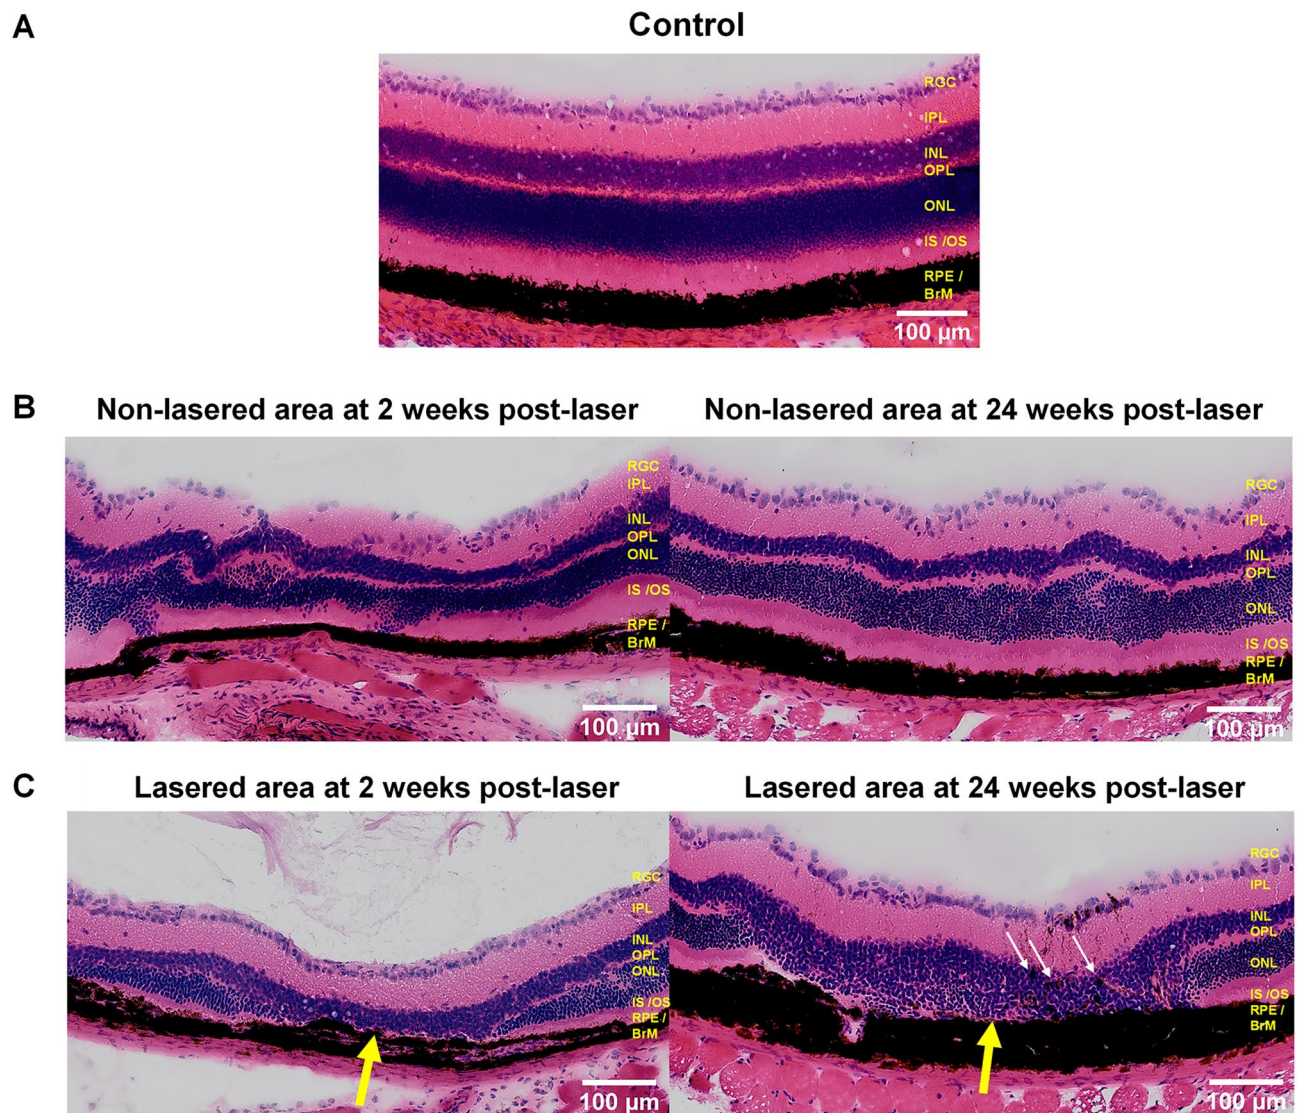 A
Control
RGC
IPL
INL
OPL
ONL
IS /OS
RPE /
BrM
100 µm
B
Non-lasered area at 2 weeks post-laser
Non-lasered area at 24 weeks post-laser
RGC
IPL
INL
OPL
ONL
IS /OS
RPE /
BrM
100 µm
RGC
IPL
INL
OPL
ONL
IS /OS
RPE /
BrM
100 µm
C
Lasered area at 2 weeks post-laser
Lasered area at 24 weeks post-laser
RGC
IPL
INL
OPL
ONL
IS /OS
RPE /
BrM
100 µm
RGC
IPL
INL
OPL
ONL
IS /OS
RPE /
BrM
100 µm